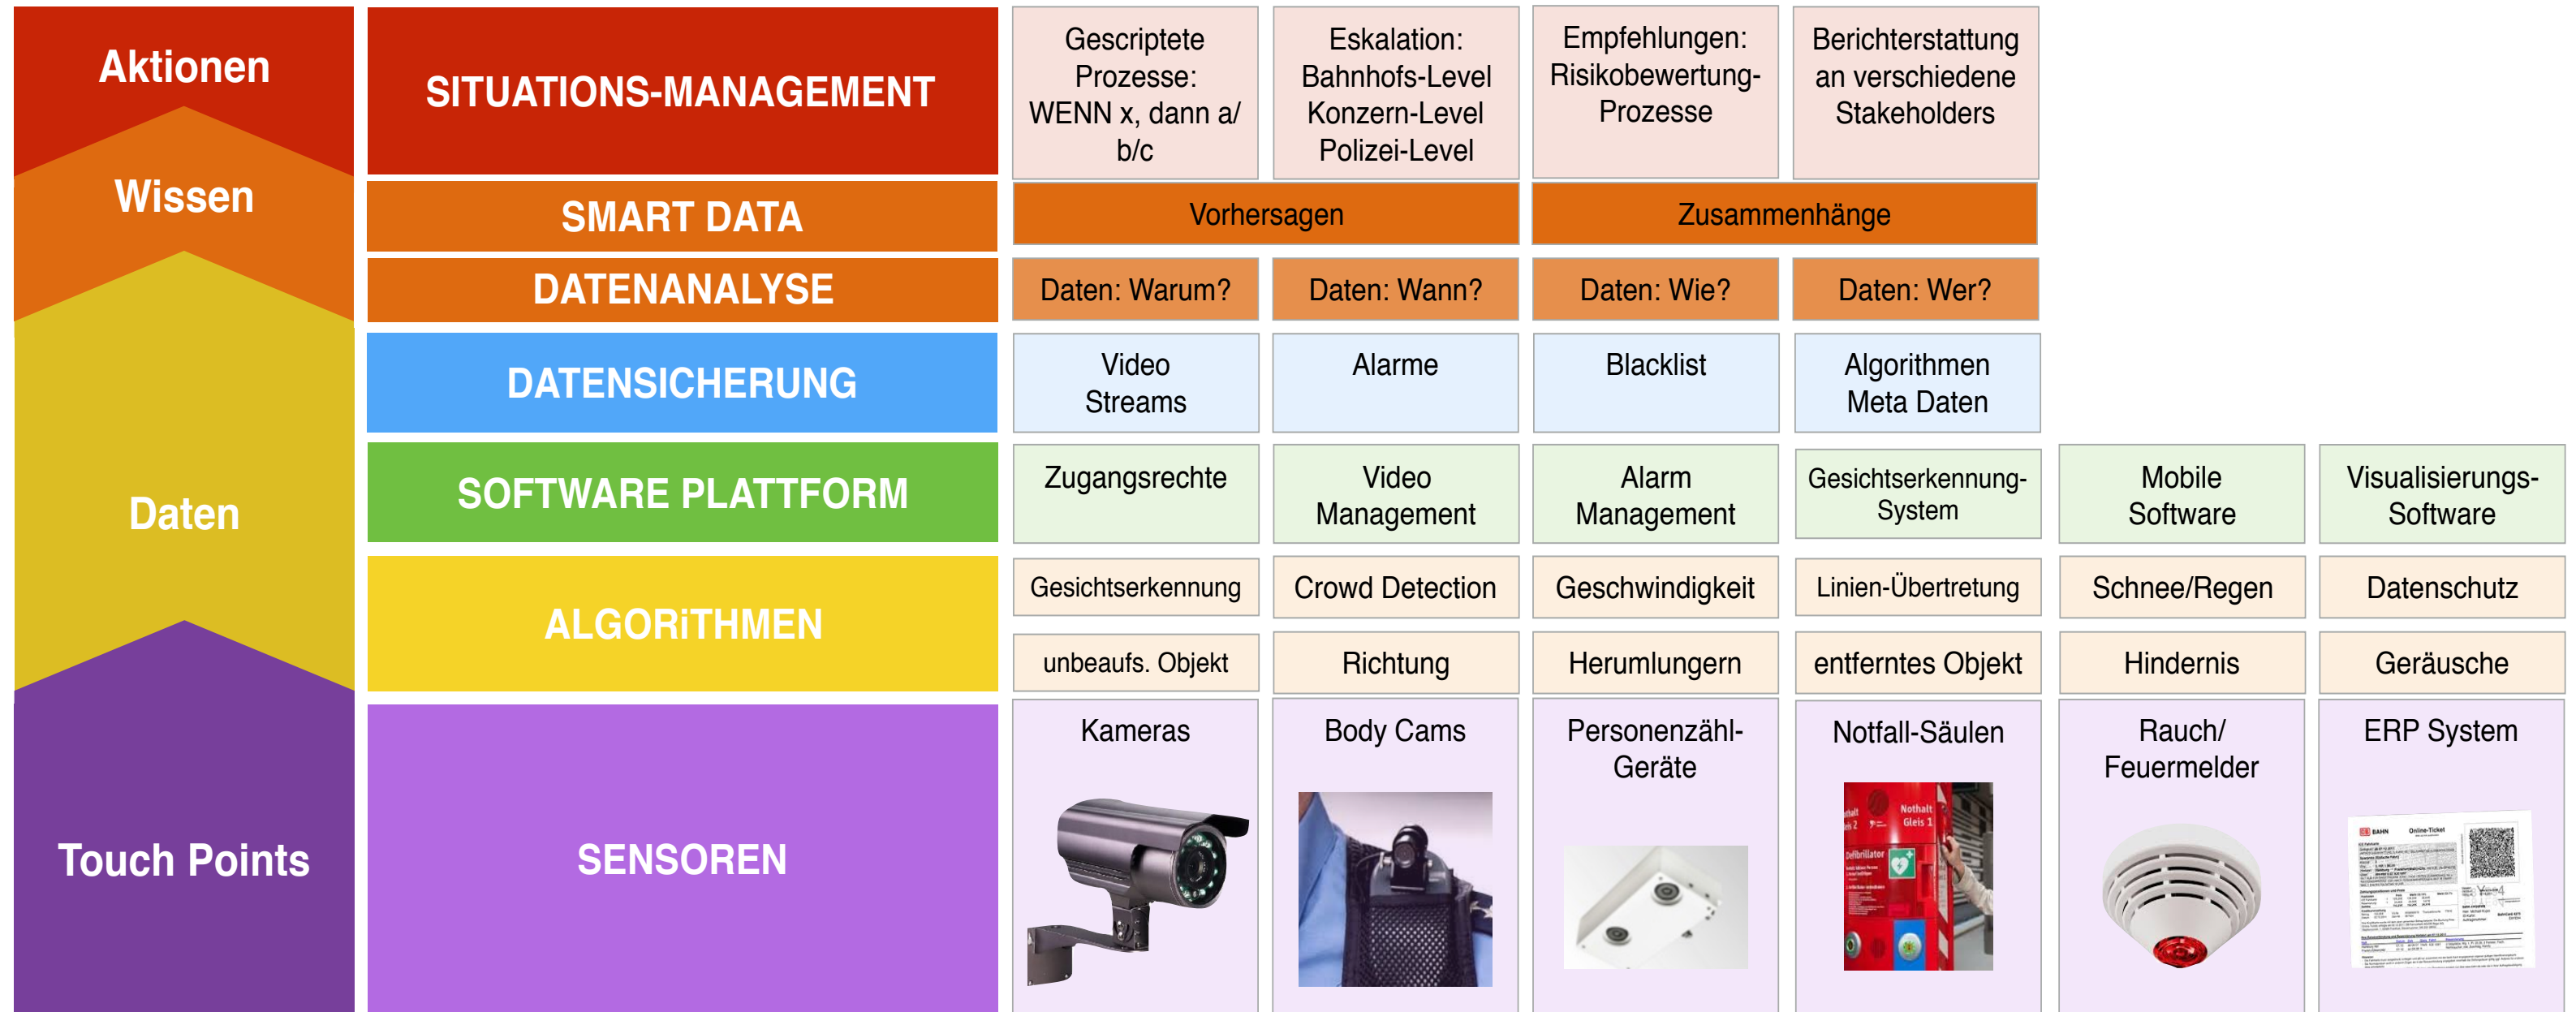 Aktionen
SITUATIONS-MANAGEMENT
Gescriptete
Prozesse:
WENN x, dann a/
b/c
Eskalation:
Bahnhofs-Level
Konzern-Level
Polizei-Level
Empfehlungen:
Risikobewertung-
Prozesse
Berichterstattung
an verschiedene
Stakeholders
Wissen
SMART DATA
Vorhersagen
Zusammenhänge
DATENANALYSE
Daten: Warum?
Daten: Wann?
Daten: Wie?
Daten: Wer?
Daten
DATENSICHERUNG
Video
Streams
Alarme
Blacklist
Algorithmen
Meta Daten
SOFTWARE PLATTFORM
Zugangsrechte
Video
Management
Alarm
Management
Gesichtserkennung-
System
Mobile
Software
Visualisierungs-
Software
ALGORiTHMEN
Gesichtserkennung
Crowd Detection
Geschwindigkeit
Linien-Übertretung
Schnee/Regen
Datenschutz
unbeaufs. Objekt
Richtung
Herumlungern
entferntes Objekt
Hindernis
Geräusche
Touch Points
SENSOREN
Kameras
Body Cams
Personenzähl-
Geräte
Notfall-Säulen
Nothalt
Gleis 1
Defibrillator
Rauch/
Feuermelder
ERP System
DB BAHN
Online-Ticket